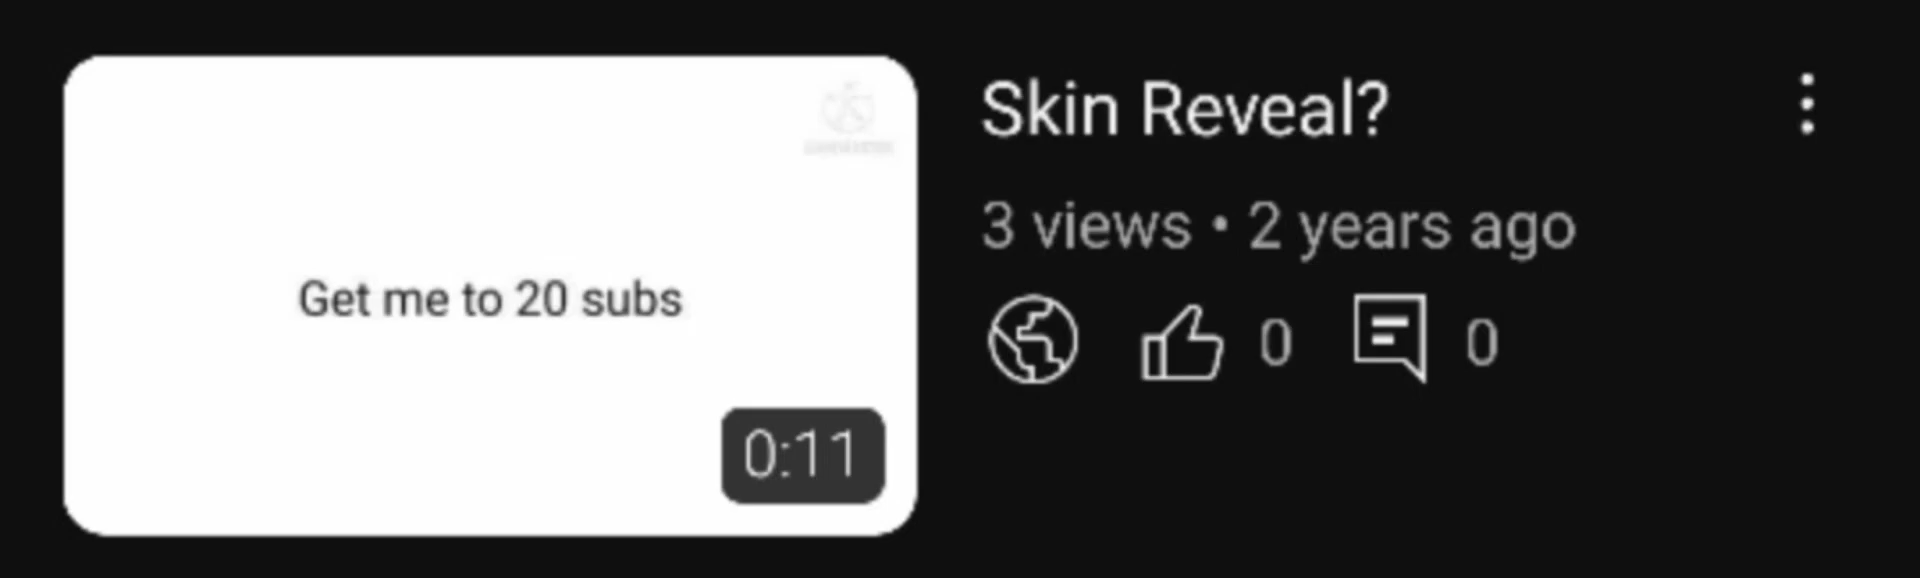 Get me to 20 subs
0:11
Skin Reveal?
3 views • 2 years ago
0 0